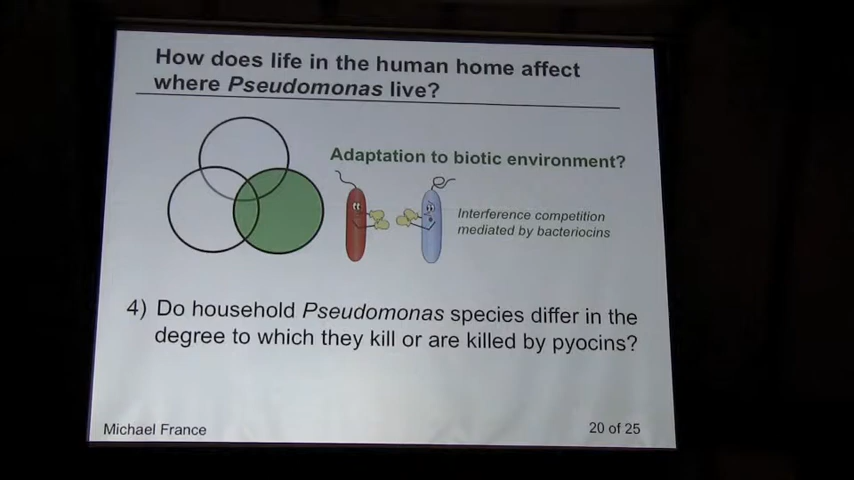 How does life in the human home affect
where Pseudomonas live?
Adaptation to biotic environment?
Interference competition
mediated by bacteriocins
4) Do household Pseudomonas species differ in the
degree to which they kill or are killed by pyocins?
Michael France
20 of 25